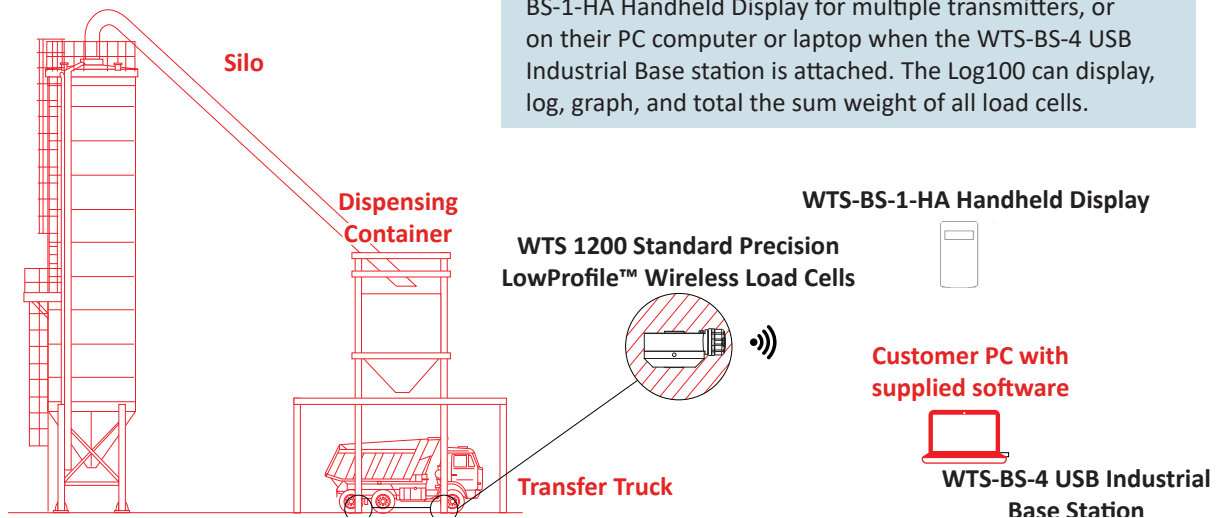 BS-1-HA Handheld Display for multiple transmitters, or
on their PC computer or laptop when the WTS-BS-4 USB
Industrial Base station is attached. The Log100 can display,
log, graph, and total the sum weight of all load cells.
Silo
Dispensing
Container
WTS-BS-1-HA Handheld Display
WTS 1200 Standard Precision
LowProfile™ Wireless Load Cells
Customer PC with
supplied software
Transfer Truck
WTS-BS-4 USB Industrial
Base Station